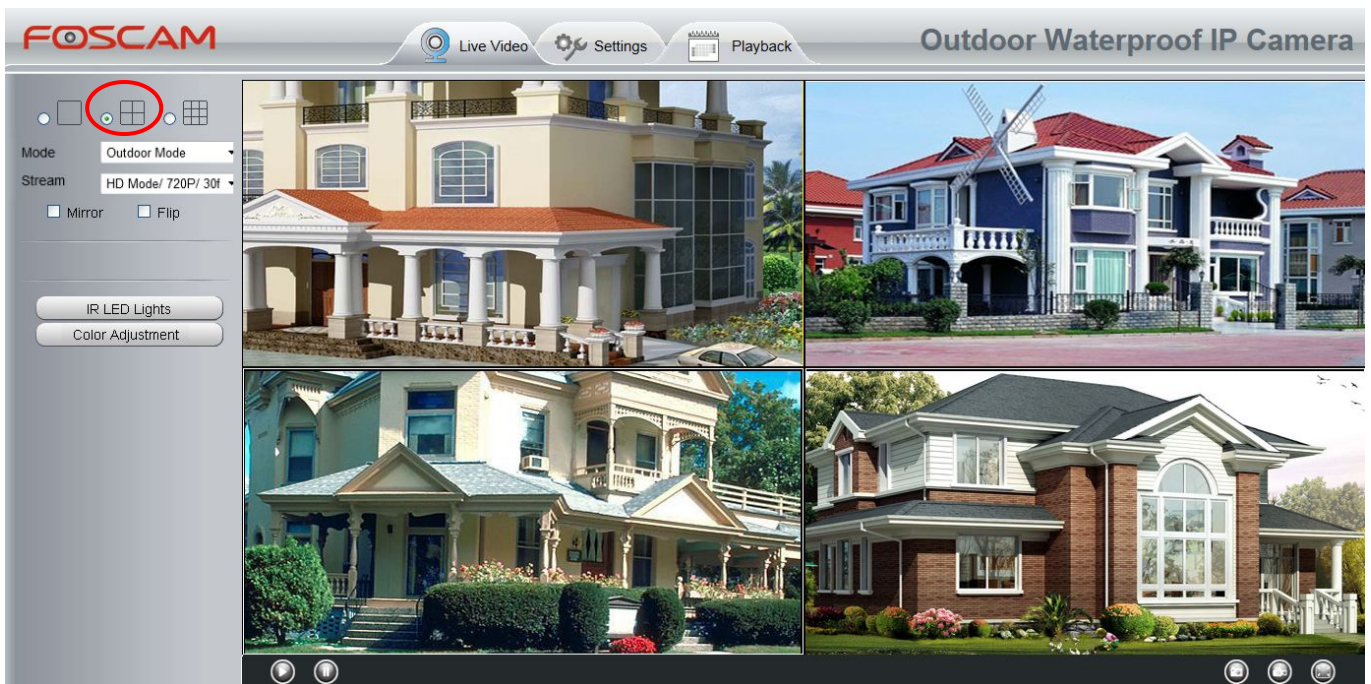 FOSCAM
Live Video
Settings
Playback
Outdoor Waterproof IP Camera
Mode
Outdoor Mode
Stream
HD Mode/ 720P/ 30f
Mirror
Flip
IR LED Lights
Color Adjustment